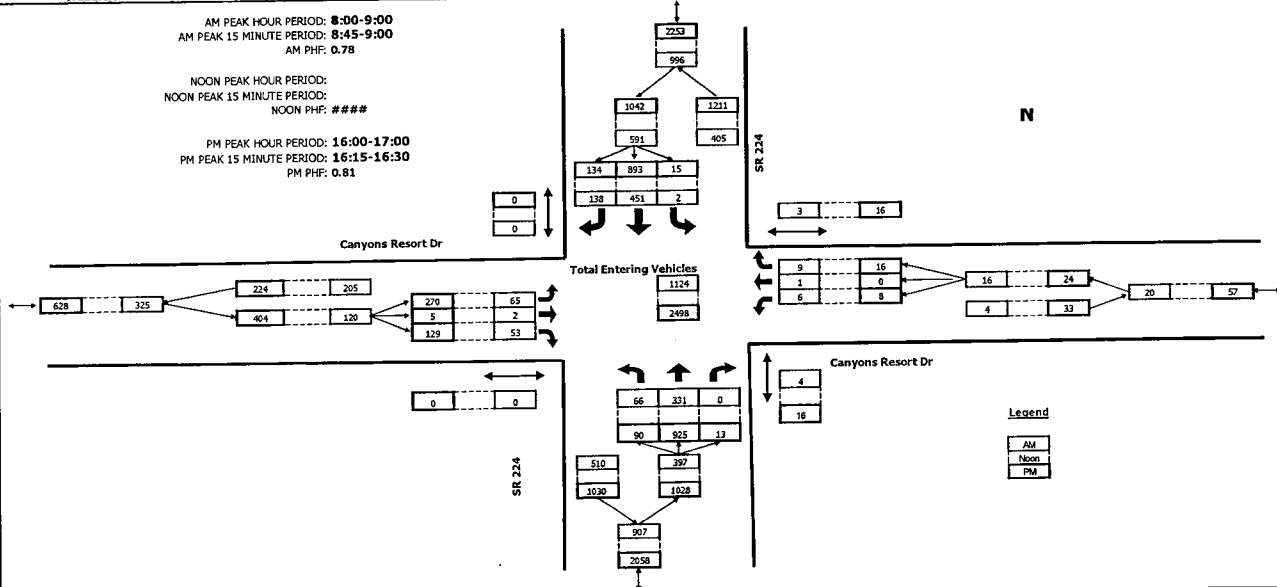 AM PEAK HOUR PERIOD: 8:00-9:00
AM PEAK 15 MINUTE PERIOD: 8:45-9:00
AM PHF: 0.78
NOON PEAK HOUR PERIOD:
NOON PEAK 15 MINUTE PERIOD:
NOON PHF: ####
PM PEAK HOUR PERIOD: 16:00-17:00
PM PEAK 15 MINUTE PERIOD: 16:15-16:30
PM PHF: 0.81
2253
996
1042 1211
591 405
134 893 15
138 451 2
SR 224
N
0
0
3 16
Canyons Resort Dr
Total Entering Vehicles
1124
2498
628 325
224 205
404 120
270 65
5 2
129 53
9 16
1 0
6 8
16 24
4 33
20 57
0 0
Canyons Resort Dr
4
16
66 331 0
90 925 13
510 397
1030 1028
907
2058
SR 224
Legend
AM
Noon
PM